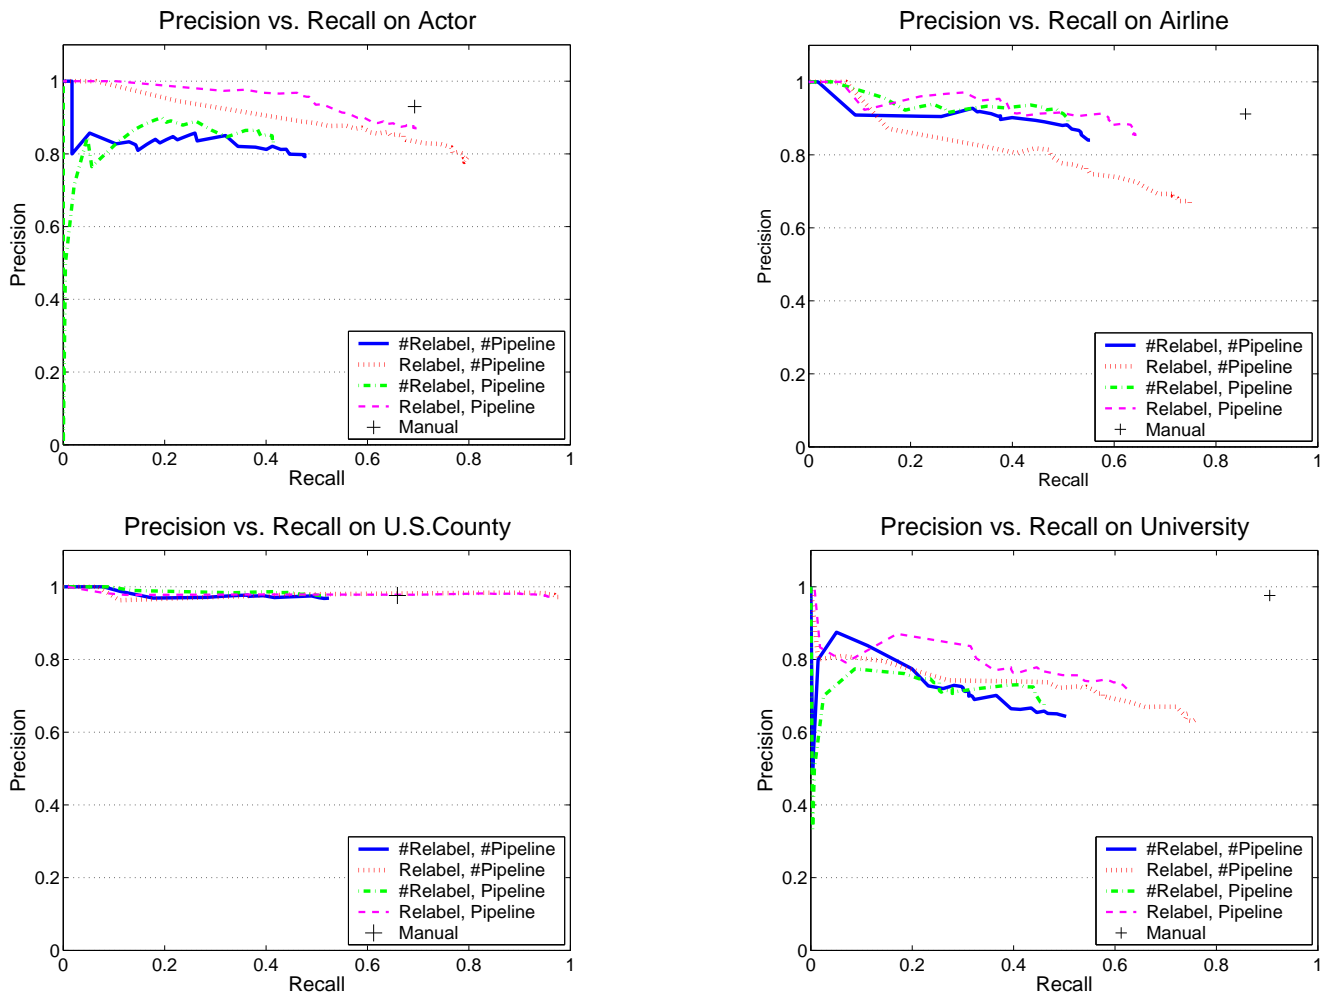 Precision vs. Recall on Actor
Precision
1
0.8
0.6
0.4
0.2
0
0 0.2 0.4 0.6 0.8 1
Recall
#Relabel, #Pipeline
Relabel, #Pipeline
#Relabel, Pipeline
Relabel, Pipeline
Manual
Precision vs. Recall on Airline
Precision
1
0.8
0.6
0.4
0.2
0
0 0.2 0.4 0.6 0.8 1
Recall
#Relabel, #Pipeline
Relabel, #Pipeline
#Relabel, Pipeline
Relabel, Pipeline
Manual
Precision vs. Recall on U.S.County
Precision
1
0.8
0.6
0.4
0.2
0
0 0.2 0.4 0.6 0.8 1
Recall
#Relabel, #Pipeline
Relabel, #Pipeline
#Relabel, Pipeline
Relabel, Pipeline
Manual
Precision vs. Recall on University
Precision
1
0.8
0.6
0.4
0.2
0
0 0.2 0.4 0.6 0.8 1
Recall
#Relabel, #Pipeline
Relabel, #Pipeline
#Relabel, Pipeline
Relabel, Pipeline
Manual